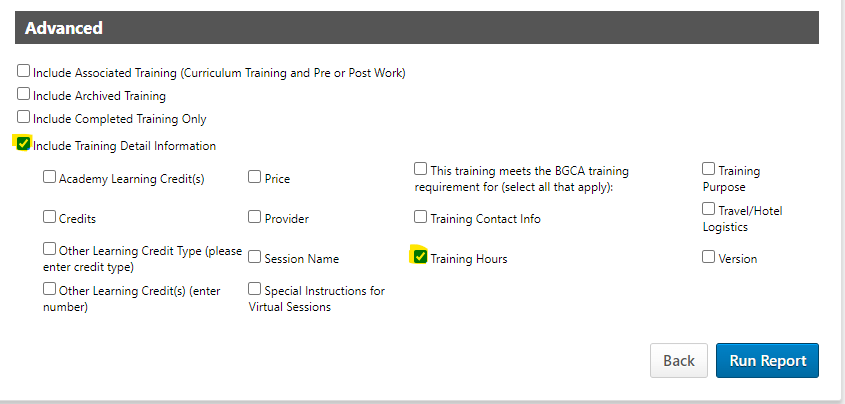 Advanced
Include Associated Training (Curriculum Training and Pre or Post Work)
Include Archived Training
Include Completed Training Only
Include Training Detail Information
Academy Learning Credit(s)
Price
This training meets the BGCA training
requirement for (select all that apply):
Training
Purpose
Credits
Provider
Training Contact Info
Travel/Hotel
Logistics
Other Learning Credit Type (please
enter credit type)
Session Name
Training Hours
Version
Other Learning Credit(s) (enter
number)
Special Instructions for
Virtual Sessions
Back
Run Report